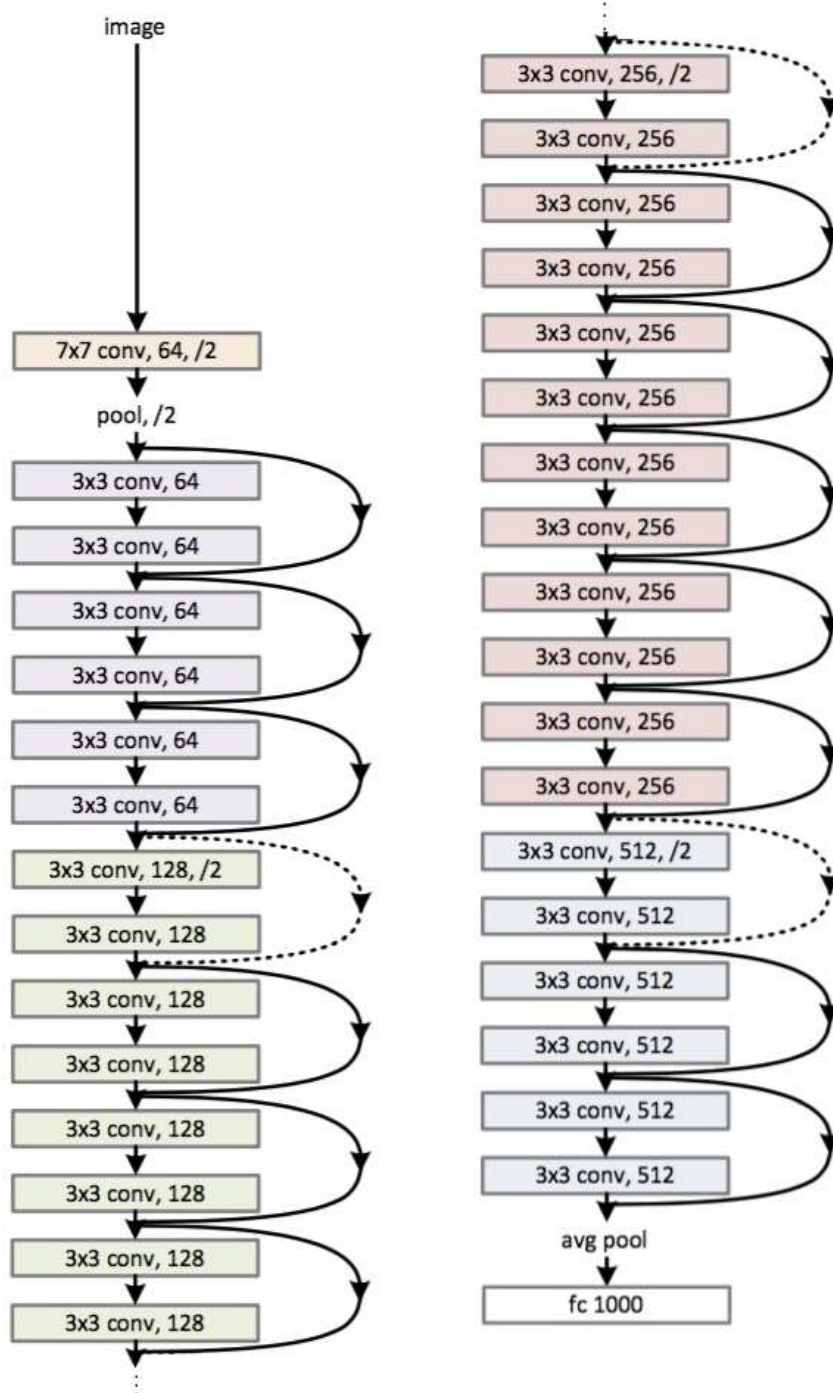 image
7x7 conv, 64, /2
pool, /2
3x3 conv, 64
3x3 conv, 64
3x3 conv, 64
3x3 conv, 64
3x3 conv, 64
3x3 conv, 64
3x3 conv, 128, /2
3x3 conv, 128
3x3 conv, 128
3x3 conv, 128
3x3 conv, 128
3x3 conv, 128
3x3 conv, 128
3x3 conv, 128
3x3 conv, 256, /2
3x3 conv, 256
3x3 conv, 256
3x3 conv, 256
3x3 conv, 256
3x3 conv, 256
3x3 conv, 256
3x3 conv, 256
3x3 conv, 256
3x3 conv, 256
3x3 conv, 256
3x3 conv, 256
3x3 conv, 512, /2
3x3 conv, 512
3x3 conv, 512
3x3 conv, 512
3x3 conv, 512
3x3 conv, 512
avg pool
fc 1000